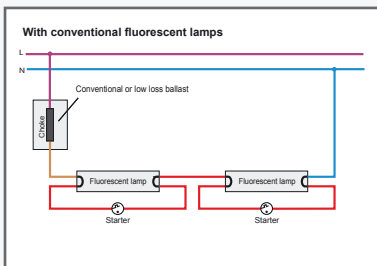 With conventional fluorescent lamps
L
N
Conventional or low loss ballast
Choke
Fluorescent lamp
Fluorescent lamp
Starter
Starter